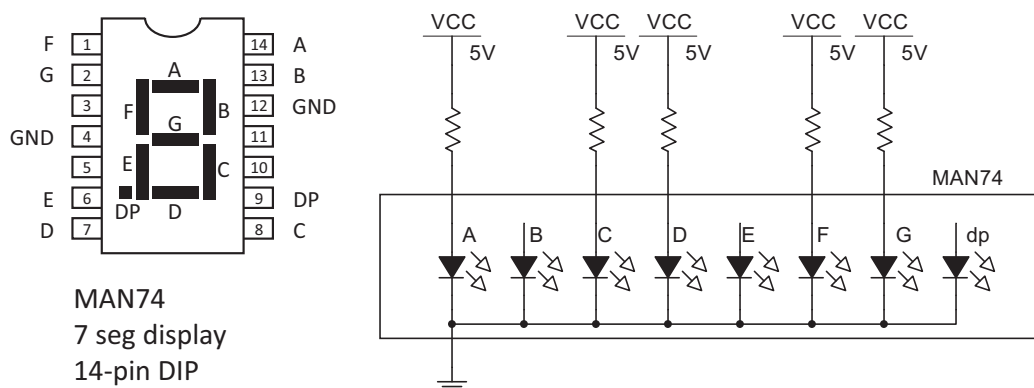 F 1 14 A
G 2 13 B
3 12 GND
GND 4 11
5 10
E 6 9 DP
D 7 8 C
A
F B
G
E C
DP D
MAN74
7 seg display
14-pin DIP
VCC VCC VCC VCC VCC
5V 5V 5V 5V 5V
MAN74
A B C D E F G dp